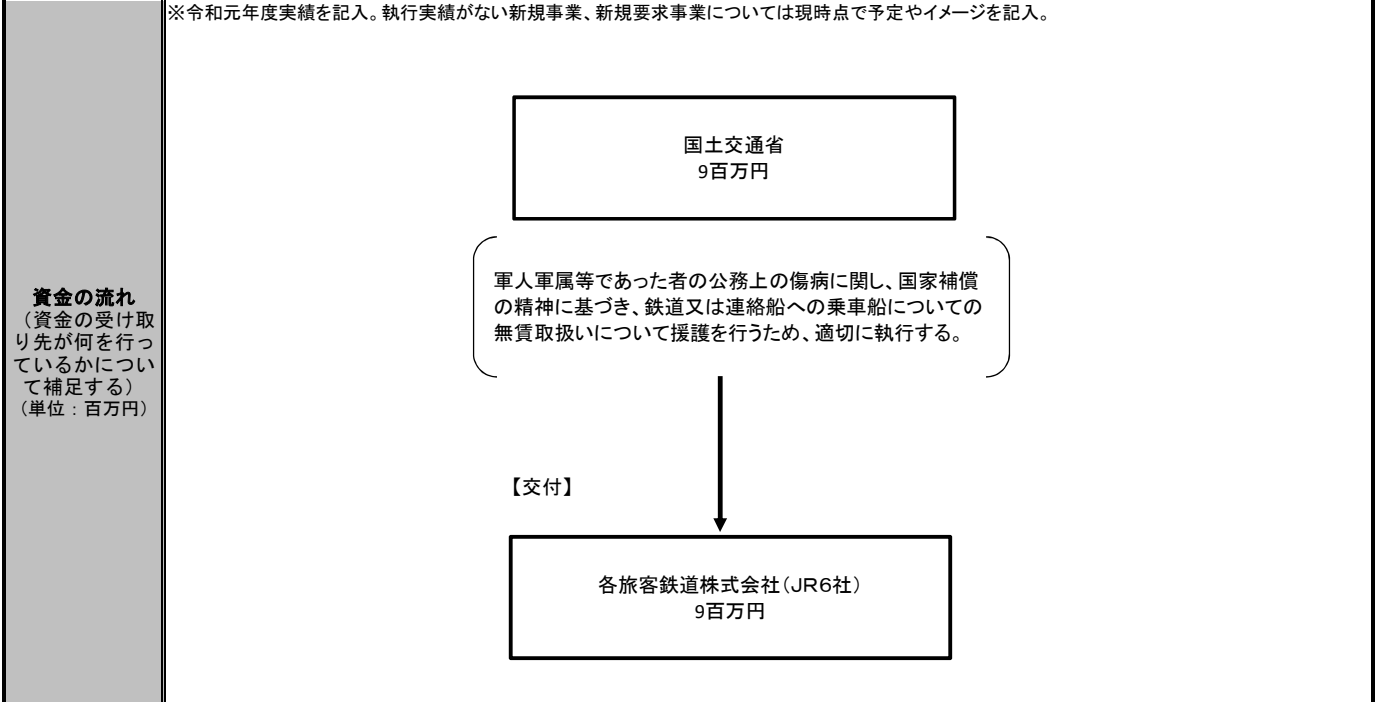 ※令和元年度実績を記入。執行実績がない新規事業、新規要求事業については現時点で予定やイメージを記入。
資金の流れ
（資金の受け取
り先が何を行っ
ているかについ
て補足する）
（単位：百万円）
国土交通省
9百万円
軍人軍属等であった者の公務上の傷病に関し、国家補償
の精神に基づき、鉄道又は連絡船への乗車船についての
無賃取扱いについて援護を行うため、適切に執行する。
【交付】
各旅客鉄道株式会社（ＪＲ６社）
9百万円